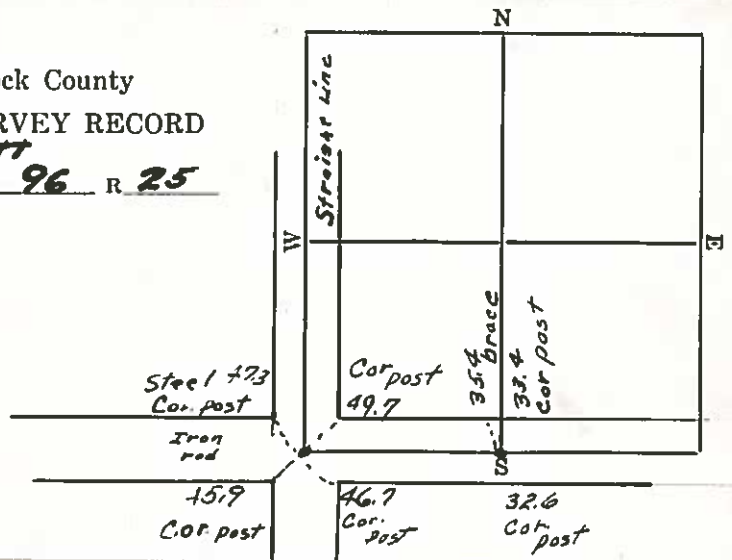 N
ck County
RVEY RECORD
tt
96 R 25
Straight Line
W
E
35.4
brace
33.4
Cor post
Steel 47.3
Cor. post
Cor post
49.7
Iron
rod
S
45.9
Cor post
46.7
Cor.
post
32.6
Cor
post